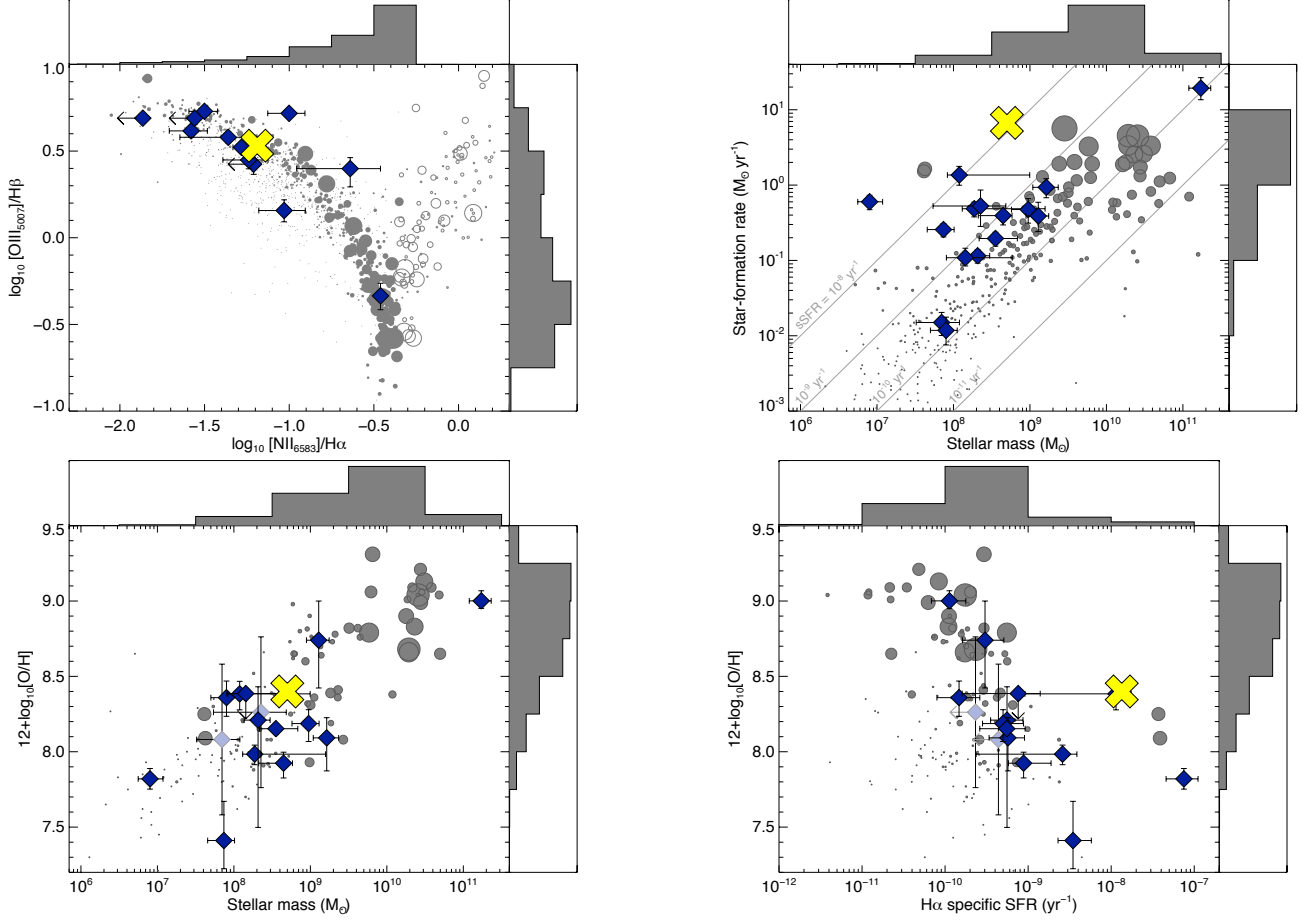 1.0
0.5
0.0
−0.5
−1.0
log₁₀ [OIII₅₀₀₇]/Hβ
−2.0 −1.5 −1.0 −0.5 0.0
log₁₀ [NII₆₅₈₃]/Hα
10¹
10⁰
10⁻¹
10⁻²
10⁻³
Star-formation rate (M⊙ yr⁻¹)
sSFR = 10⁻⁸ yr⁻¹
10⁻⁹ yr⁻¹
10⁻¹⁰ yr⁻¹
10⁻¹¹ yr⁻¹
10⁶ 10⁷ 10⁸ 10⁹ 10¹⁰ 10¹¹
Stellar mass (M⊙)
9.5
9.0
8.5
8.0
7.5
12+log₁₀[O/H]
10⁶ 10⁷ 10⁸ 10⁹ 10¹⁰ 10¹¹
Stellar mass (M⊙)
9.5
9.0
8.5
8.0
7.5
12+log₁₀[O/H]
10⁻¹² 10⁻¹¹ 10⁻¹⁰ 10⁻⁹ 10⁻⁸ 10⁻⁷
Hα specific SFR (yr⁻¹)